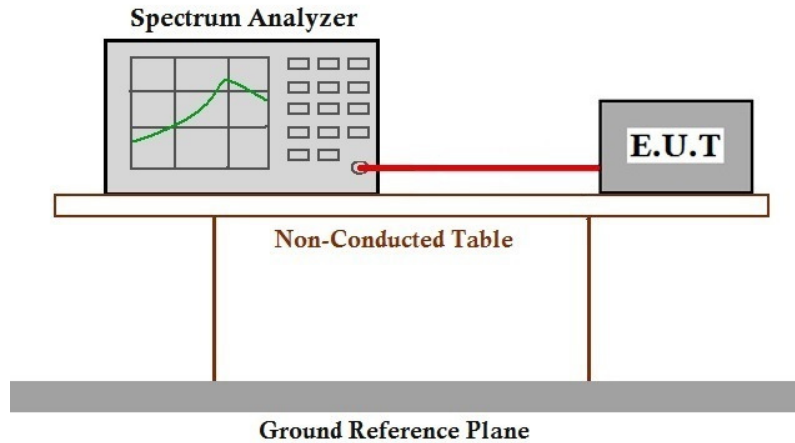 Spectrum Analyzer
E.U.T
Non-Conducted Table
Ground Reference Plane